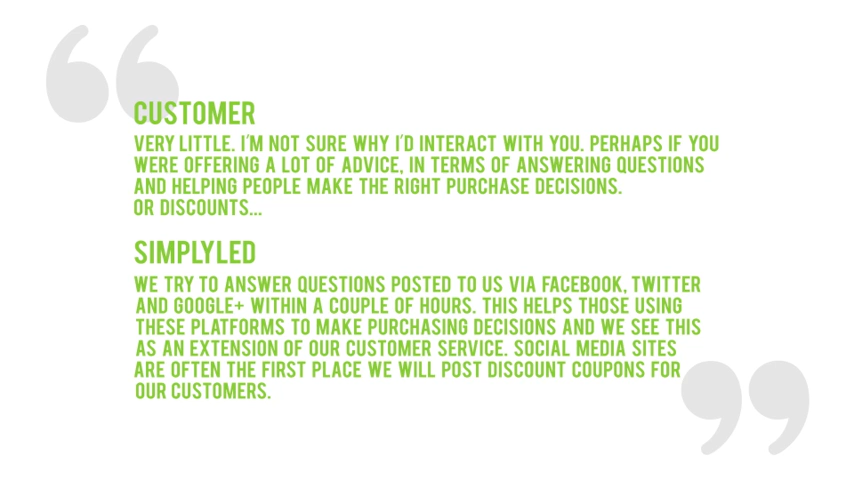 CUSTOMER
VERY LITTLE. I'M NOT SURE WHY I'D INTERACT WITH YOU. PERHAPS IF YOU
WERE OFFERING A LOT OF ADVICE, IN TERMS OF ANSWERING QUESTIONS
AND HELPING PEOPLE MAKE THE RIGHT PURCHASE DECISIONS.
OR DISCOUNTS...
SIMPLYLED
WE TRY TO ANSWER QUESTIONS POSTED TO US VIA FACEBOOK, TWITTER
AND GOOGLE+ WITHIN A COUPLE OF HOURS. THIS HELPS THOSE USING
THESE PLATFORMS TO MAKE PURCHASING DECISIONS AND WE SEE THIS
AS AN EXTENSION OF OUR CUSTOMER SERVICE. SOCIAL MEDIA SITES
ARE OFTEN THE FIRST PLACE WE WILL POST DISCOUNT COUPONS FOR
OUR CUSTOMERS.